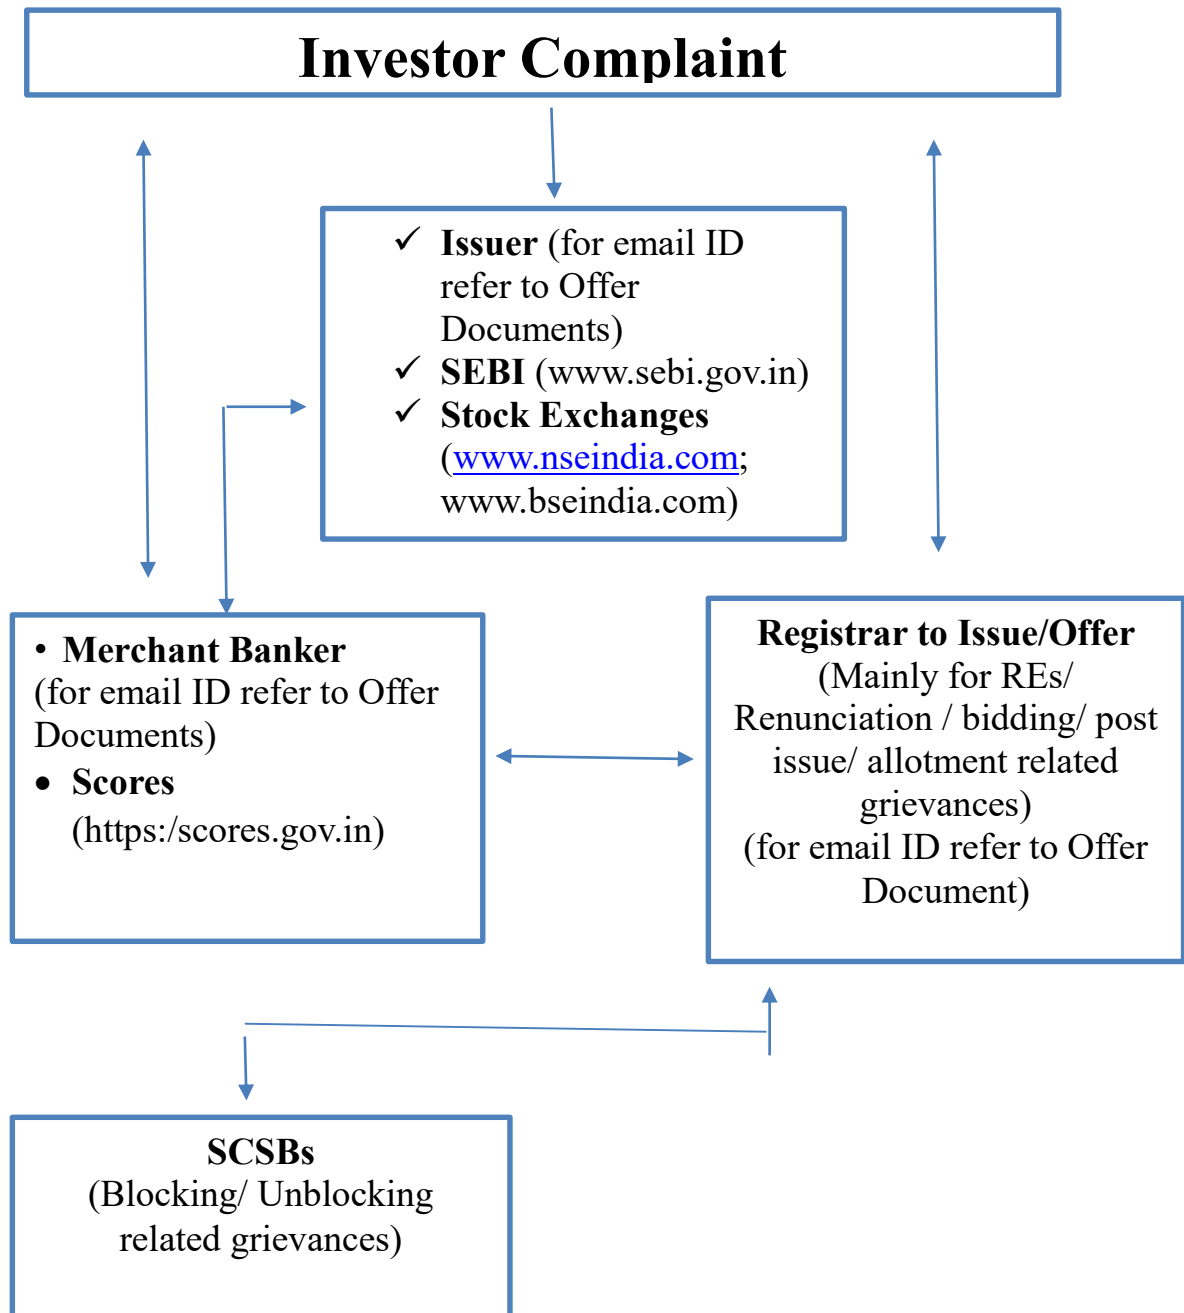 Investor Complaint
✓ Issuer (for email ID
refer to Offer
Documents)
✓ SEBI (www.sebi.gov.in)
✓ Stock Exchanges
(www.nseindia.com;
www.bseindia.com)
• Merchant Banker
(for email ID refer to Offer
Documents)
• Scores
(https:/scores.gov.in)
Registrar to Issue/Offer
(Mainly for REs/
Renunciation / bidding/ post
issue/ allotment related
grievances)
(for email ID refer to Offer
Document)
SCSBs
(Blocking/ Unblocking
related grievances)